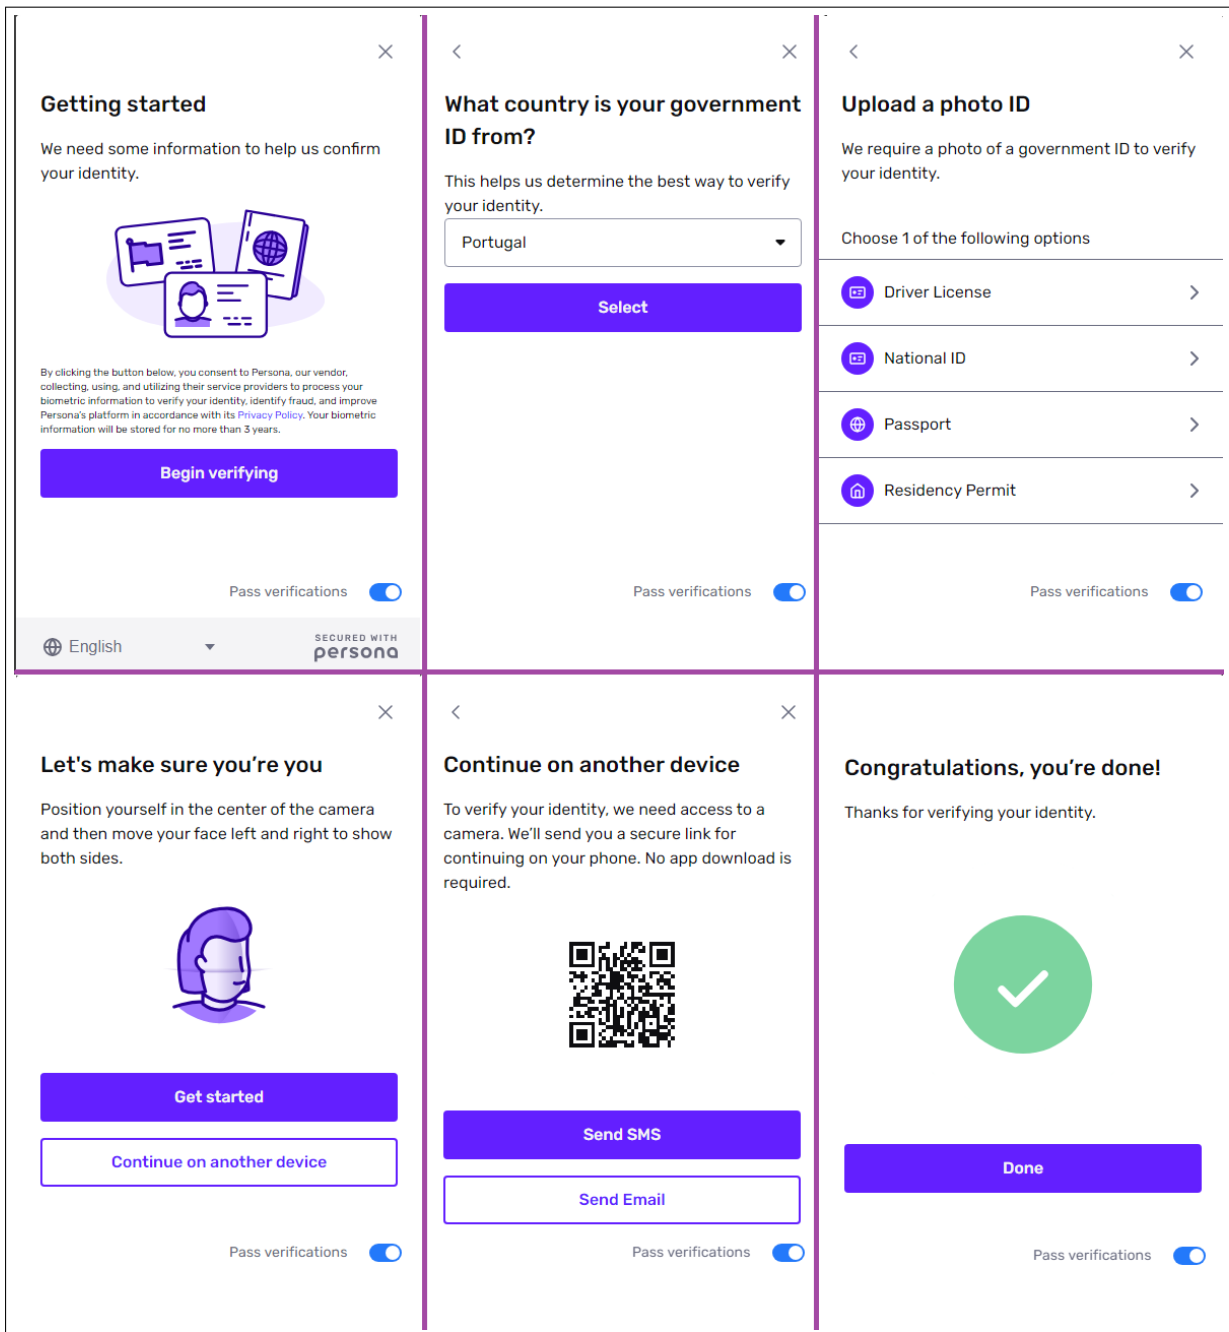 Getting started
We need some information to help us confirm
your identity.
By clicking the button below, you consent to Persona, our vendor,
collecting, using, and utilizing their service providers to process your
biometric information to verify your identity, identify fraud, and improve
Persona's platform in accordance with its Privacy Policy. Your biometric
information will be stored for no more than 3 years.
Begin verifying
Pass verifications
English
SECURED WITH
persona
What country is your government
ID from?
This helps us determine the best way to verify
your identity.
Portugal
Select
Pass verifications
Upload a photo ID
We require a photo of a government ID to verify
your identity.
Choose 1 of the following options
Driver License
National ID
Passport
Residency Permit
Pass verifications
Let's make sure you’re you
Position yourself in the center of the camera
and then move your face left and right to show
both sides.
Get started
Continue on another device
Pass verifications
Continue on another device
To verify your identity, we need access to a
camera. We’ll send you a secure link for
continuing on your phone. No app download is
required.
Send SMS
Send Email
Pass verifications
Congratulations, you’re done!
Thanks for verifying your identity.
Done
Pass verifications